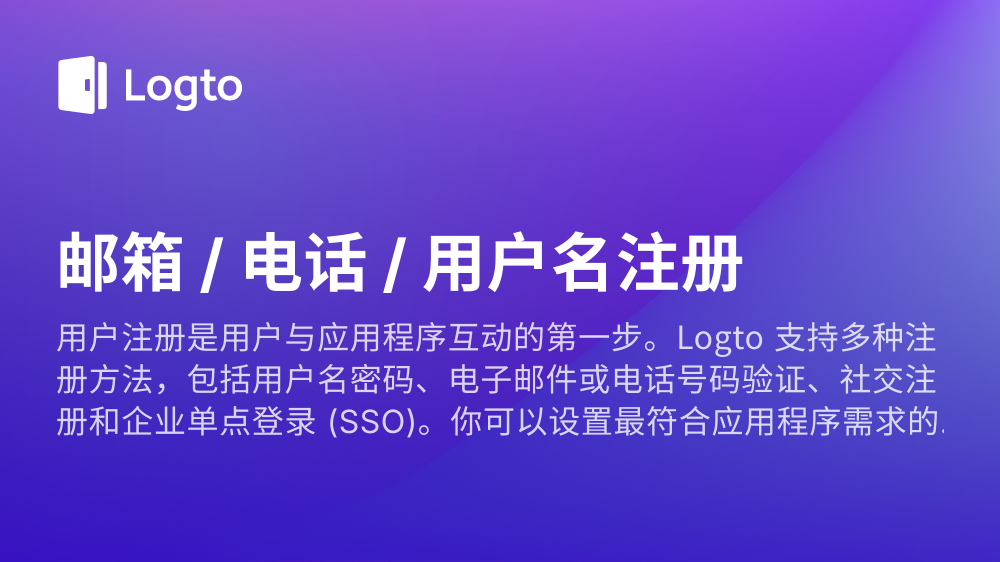 Logto
邮箱 / 电话 / 用户名注册
用户注册是用户与应用程序互动的第一步。Logto 支持多种注
册方法，包括用户名密码、电子邮件或电话号码验证、社交注
册和企业单点登录 (SSO)。你可以设置最符合应用程序需求的.